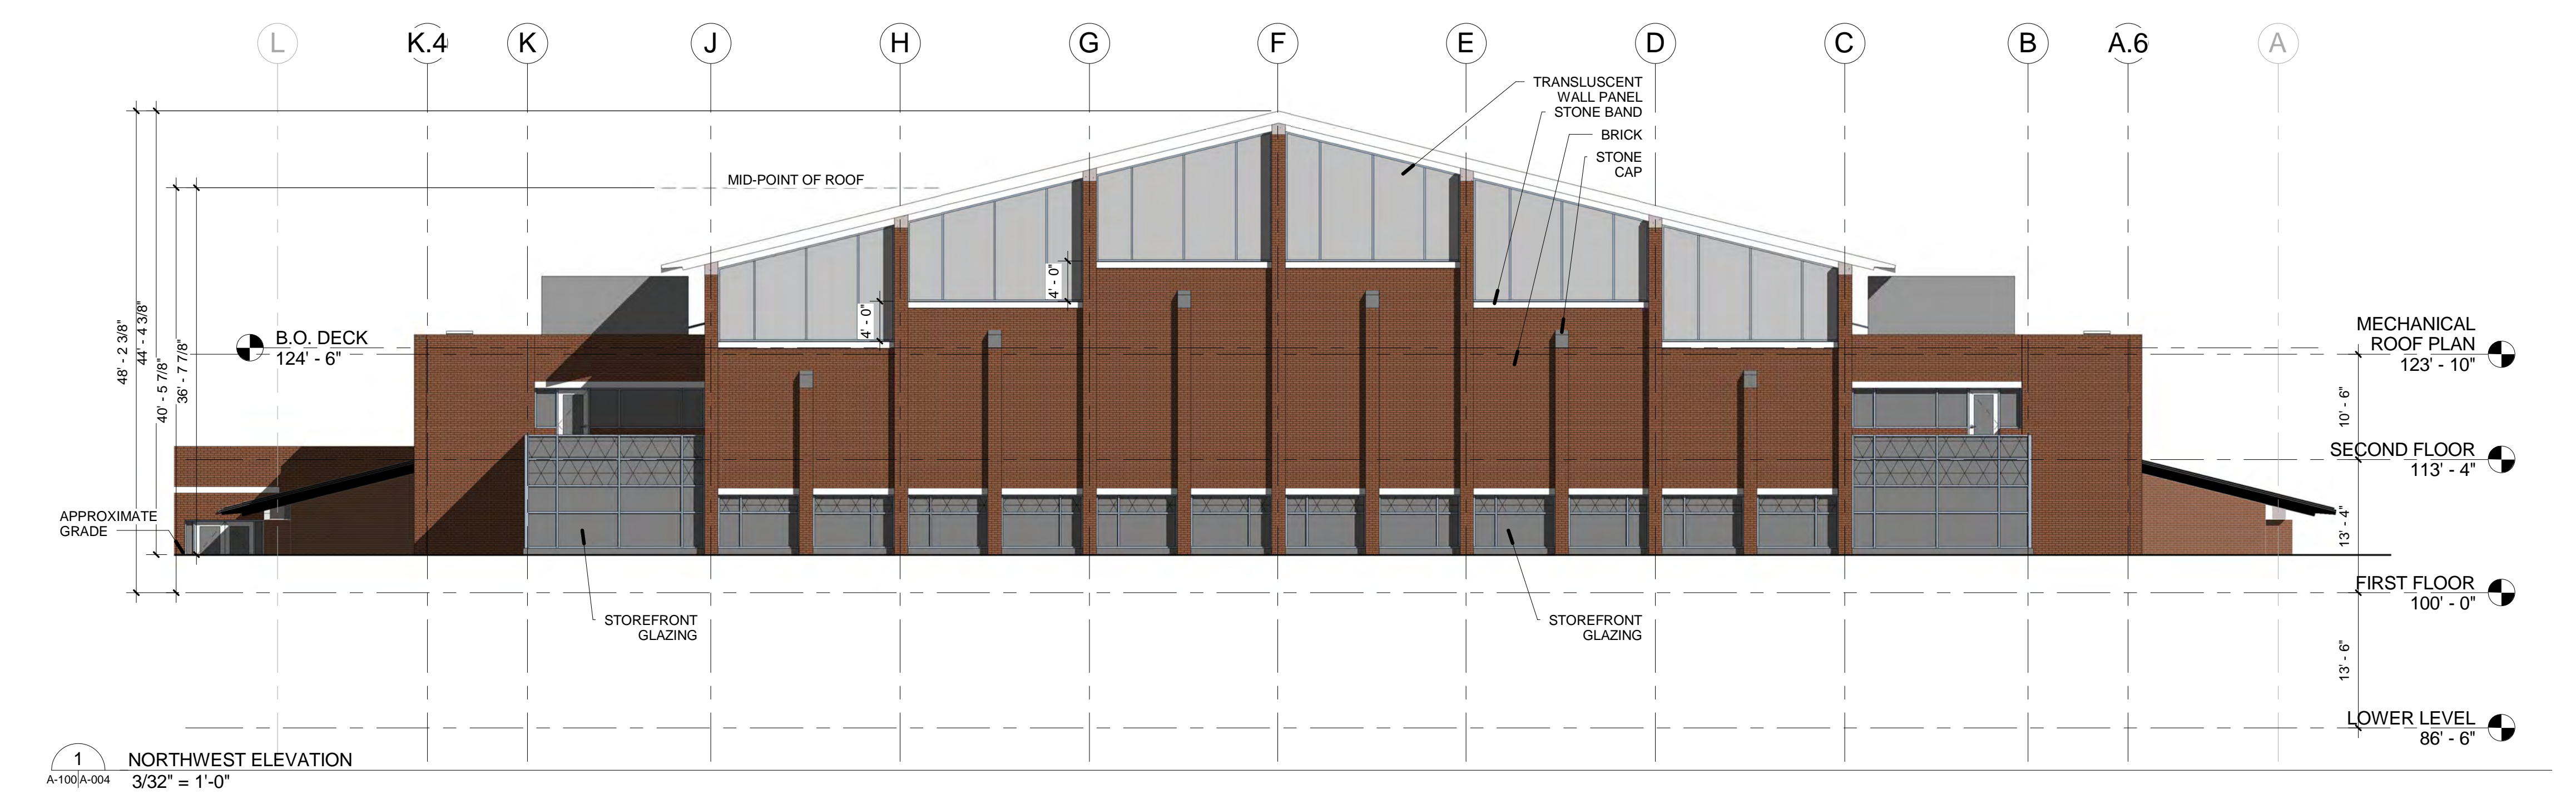 L
K.4
K
J
H
G
F
E
D
C
B
A.6
A
TRANSLUSCENT
WALL PANEL
STONE BAND
BRICK
STONE
CAP
MID-POINT OF ROOF
4' - 0"
4' - 0"
48' - 2 3/8"
44' - 4 3/8"
40' - 5 7/8"
36' - 7 7/8"
B.O. DECK
124' - 6"
MECHANICAL
ROOF PLAN
123' - 10"
10' - 6"
SECOND FLOOR
113' - 4"
APPROXIMATE
GRADE
13' - 4"
FIRST FLOOR
100' - 0"
STOREFRONT
GLAZING
STOREFRONT
GLAZING
13' - 6"
LOWER LEVEL
86' - 6"
1
A-100 A-004
NORTHWEST ELEVATION
3/32" = 1'-0"